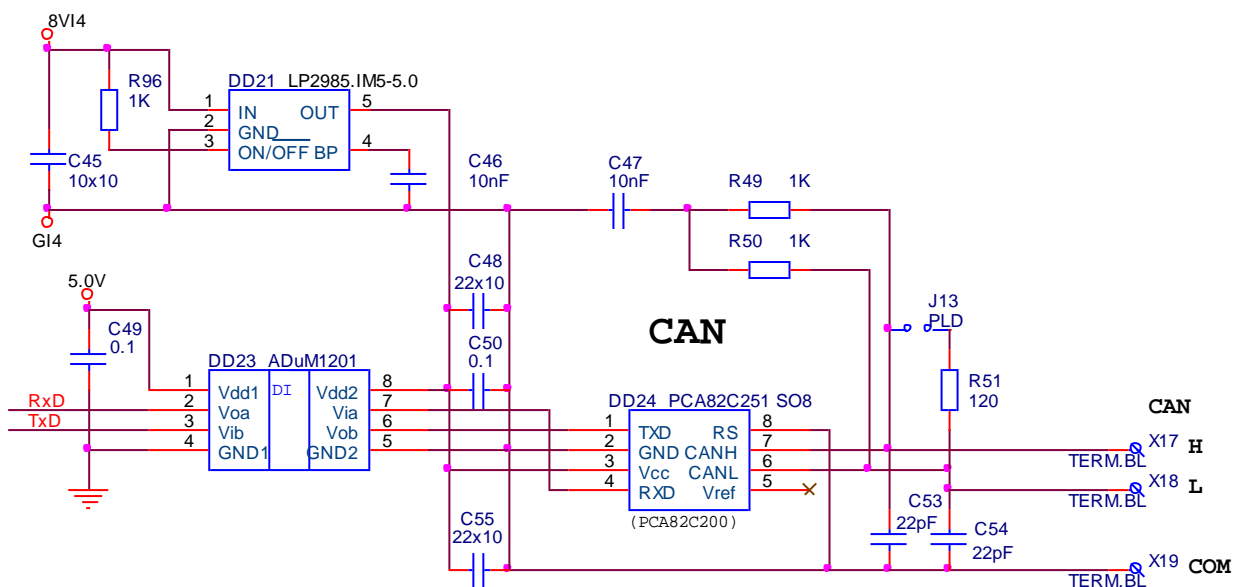 8VI4
R96
1K
DD21 LP2985.IM5-5.0
1 IN OUT 5
2 GND
3 ON/OFF BP 4
C45
10x10
C46
10nF
C47
10nF
R49 1K
R50 1K
GI4
5.0V
C48
22x10
J13
PLD
C49
0.1
CAN
C50
0.1
DD23 ADuM1201
DI
1 Vdd1 Vdd2 8
RxD 2 Voa Via 7
TxD 3 Vib Vob 6
4 GND1 GND2 5
R51
120
DD24 PCA82C251 SO8
1 TXD RS 8
2 GND CANH 7
3 Vcc CANL 6
4 RXD Vref 5
(PCA82C200)
CAN
X17 H
TERM.BL
X18 L
TERM.BL
C53
22pF
C54
22pF
C55
22x10
X19 COM
TERM.BL